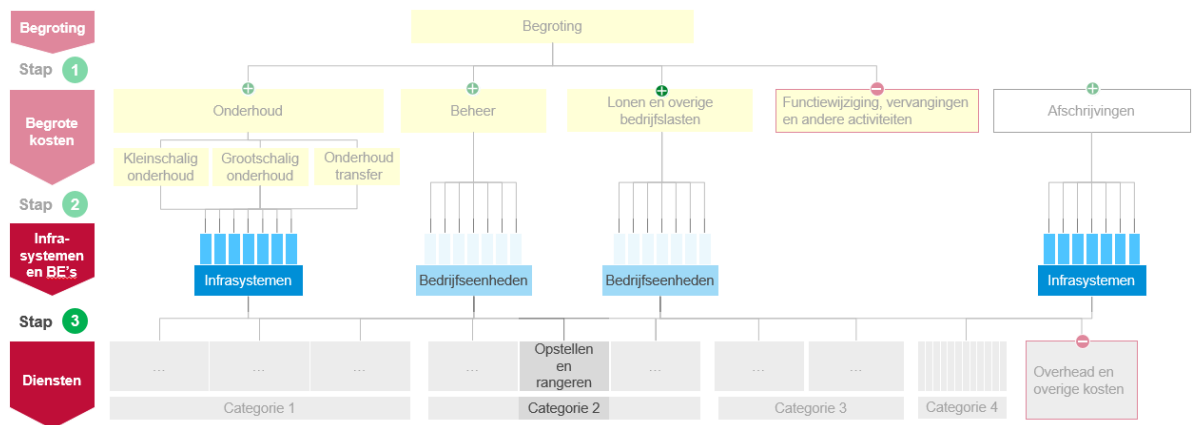 Begroting
Begroting
Stap 1
+
+
+
−
+
Begrote
kosten
Onderhoud
Beheer
Lonen en overige
bedrijfslasten
Functiewijziging, vervangingen
en andere activiteiten
Afschrijvingen
Kleinschalig
onderhoud
Grootschalig
onderhoud
Onderhoud
transfer
Stap 2
Infra-
systemen
en BE's
Infrasystemen
Bedrijfseenheden
Bedrijfseenheden
Infrasystemen
Stap 3
−
Diensten
...
...
...
...
Opstellen
en
rangeren
...
...
...
Overhead en
overige kosten
Categorie 1
Categorie 2
Categorie 3
Categorie 4